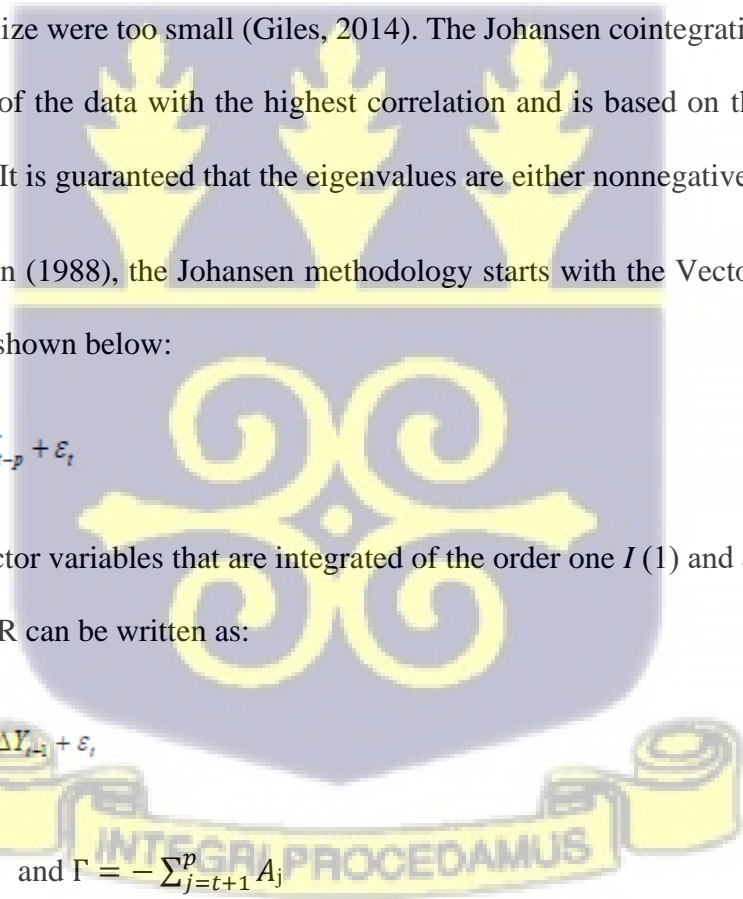 ize were too small (Giles, 2014). The Johansen cointegrati
of the data with the highest correlation and is based on th
It is guaranteed that the eigenvalues are either nonnegative
n (1988), the Johansen methodology starts with the Vecto
shown below:
t-p + εt
ctor variables that are integrated of the order one I (1) and
R can be written as:
ΔYt-1 + εt
INTEGRI PROCEDAMUS
and Γ = − ∑_{j=t+1}^{p} Aj